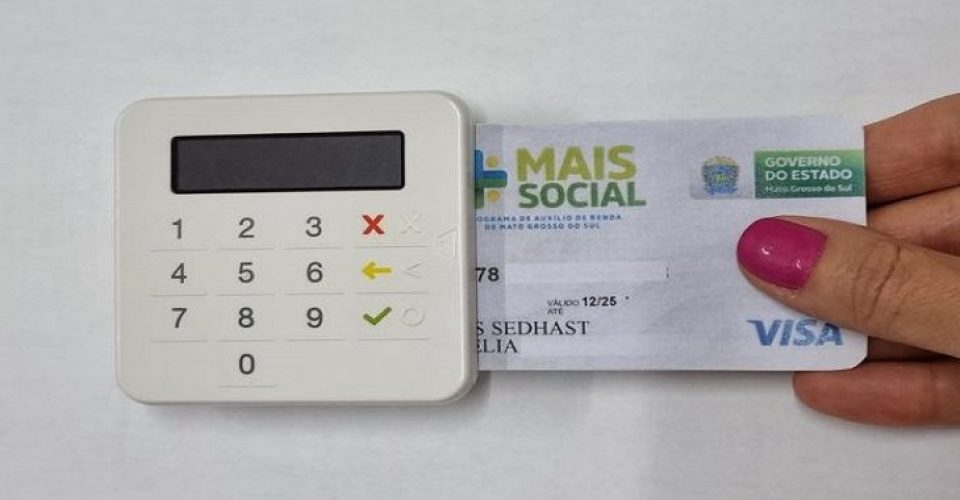 1 2 3 X X
4 5 6 ← <
7 8 9 ✓ O
0
MAIS
SOCIAL
OGRAMA DE AUXÍLIO DE RENDA
DE MATO GROSSO DO SUL
GOVERNO
DO ESTADO
Mato Grosso do Sul
78
VÁLIDO 12/25
ATÉ
S SEDHAST
ELIA
VISA